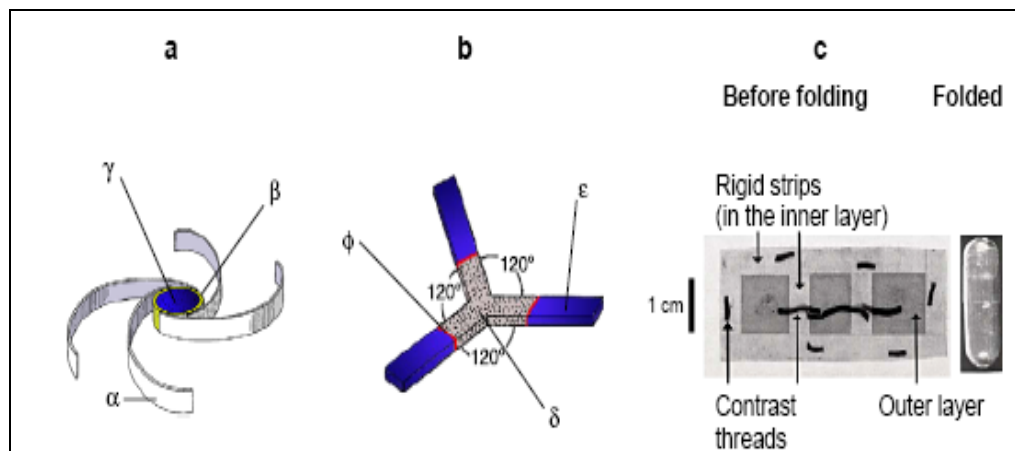 a
b
c
Before folding
Folded
γ
β
α
ϕ
ε
δ
120°
120°
120°
Rigid strips
(in the inner layer)
1 cm
Contrast
threads
Outer layer